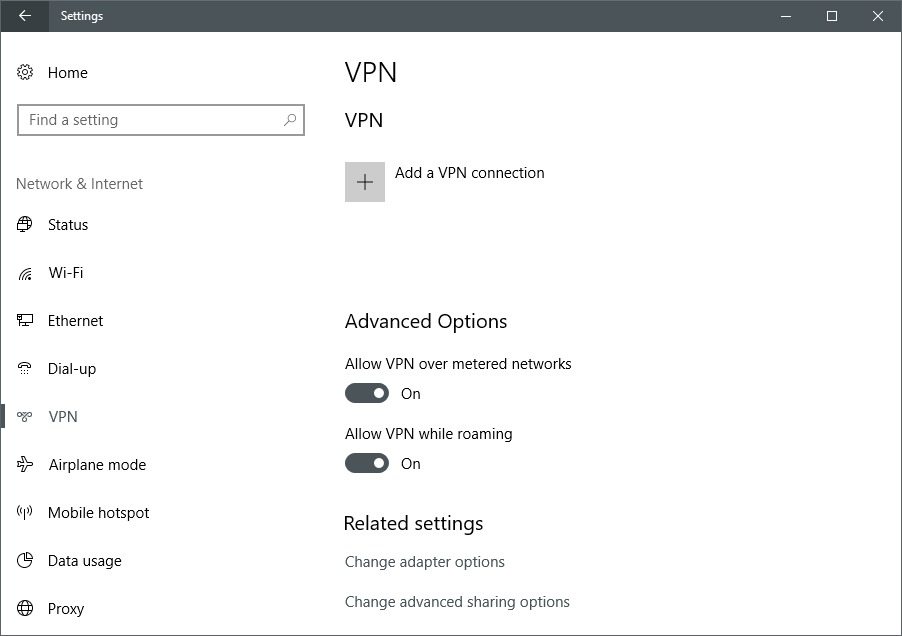 Settings
Home
Find a setting
Network & Internet
Status
Wi-Fi
Ethernet
Dial-up
VPN
Airplane mode
Mobile hotspot
Data usage
Proxy
VPN
VPN
Add a VPN connection
Advanced Options
Allow VPN over metered networks
On
Allow VPN while roaming
On
Related settings
Change adapter options
Change advanced sharing options